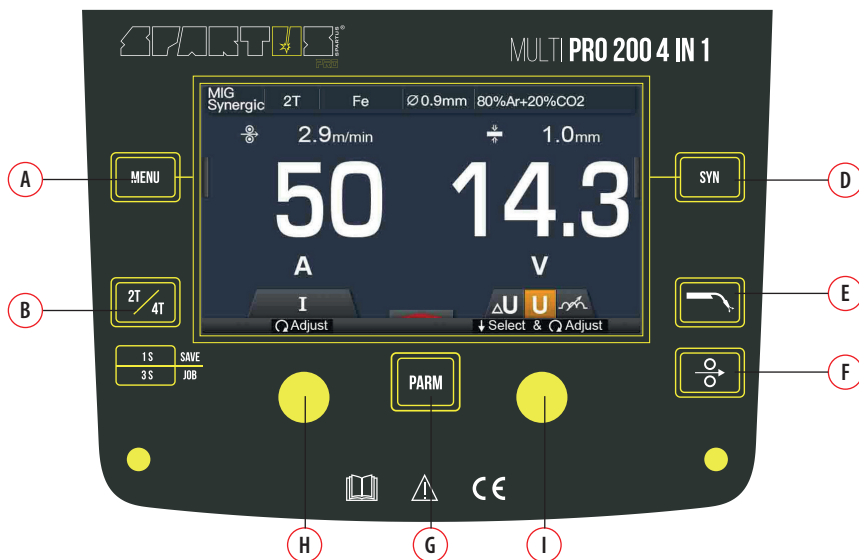 SPARTUS®
SPARTUS
PRO
MULTI PRO 200 4 IN 1
MIG Synergic 2T Fe Ø0.9mm 80%Ar+20%CO2
2.9m/min 1.0mm
A MENU
50 14.3
SYN D
A V
B 2T/4T
E
I ΔU U
Adjust
Select & Adjust
1 S SAVE
3 S JOB
PARM
F
CE
H G I